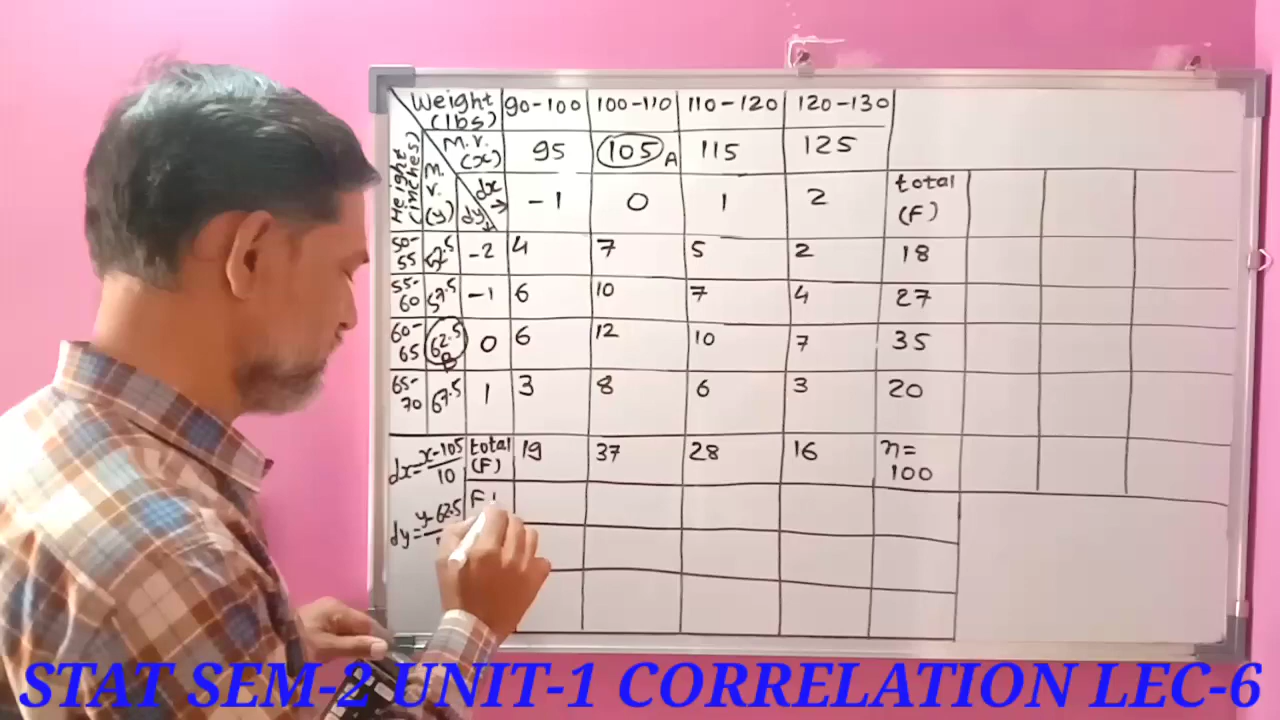 Weight (lbs) 90-100 100-110 110-120 120-130
Height (inches) M.V. (y) M.V. (x) 95 105 A 115 125
dx dy -1 0 1 2 total (F)
50-55 52.5 -2 4 7 5 2 18
55-60 57.5 -1 6 10 7 4 27
60-65 62.5 B 0 6 12 10 7 35
65-70 67.5 1 3 8 6 3 20
dx=x-105/10 total (F) 19 37 28 16 n=100
dy=y-62.5 F
STAT SEM-2 UNIT-1 CORRELATION LEC-6